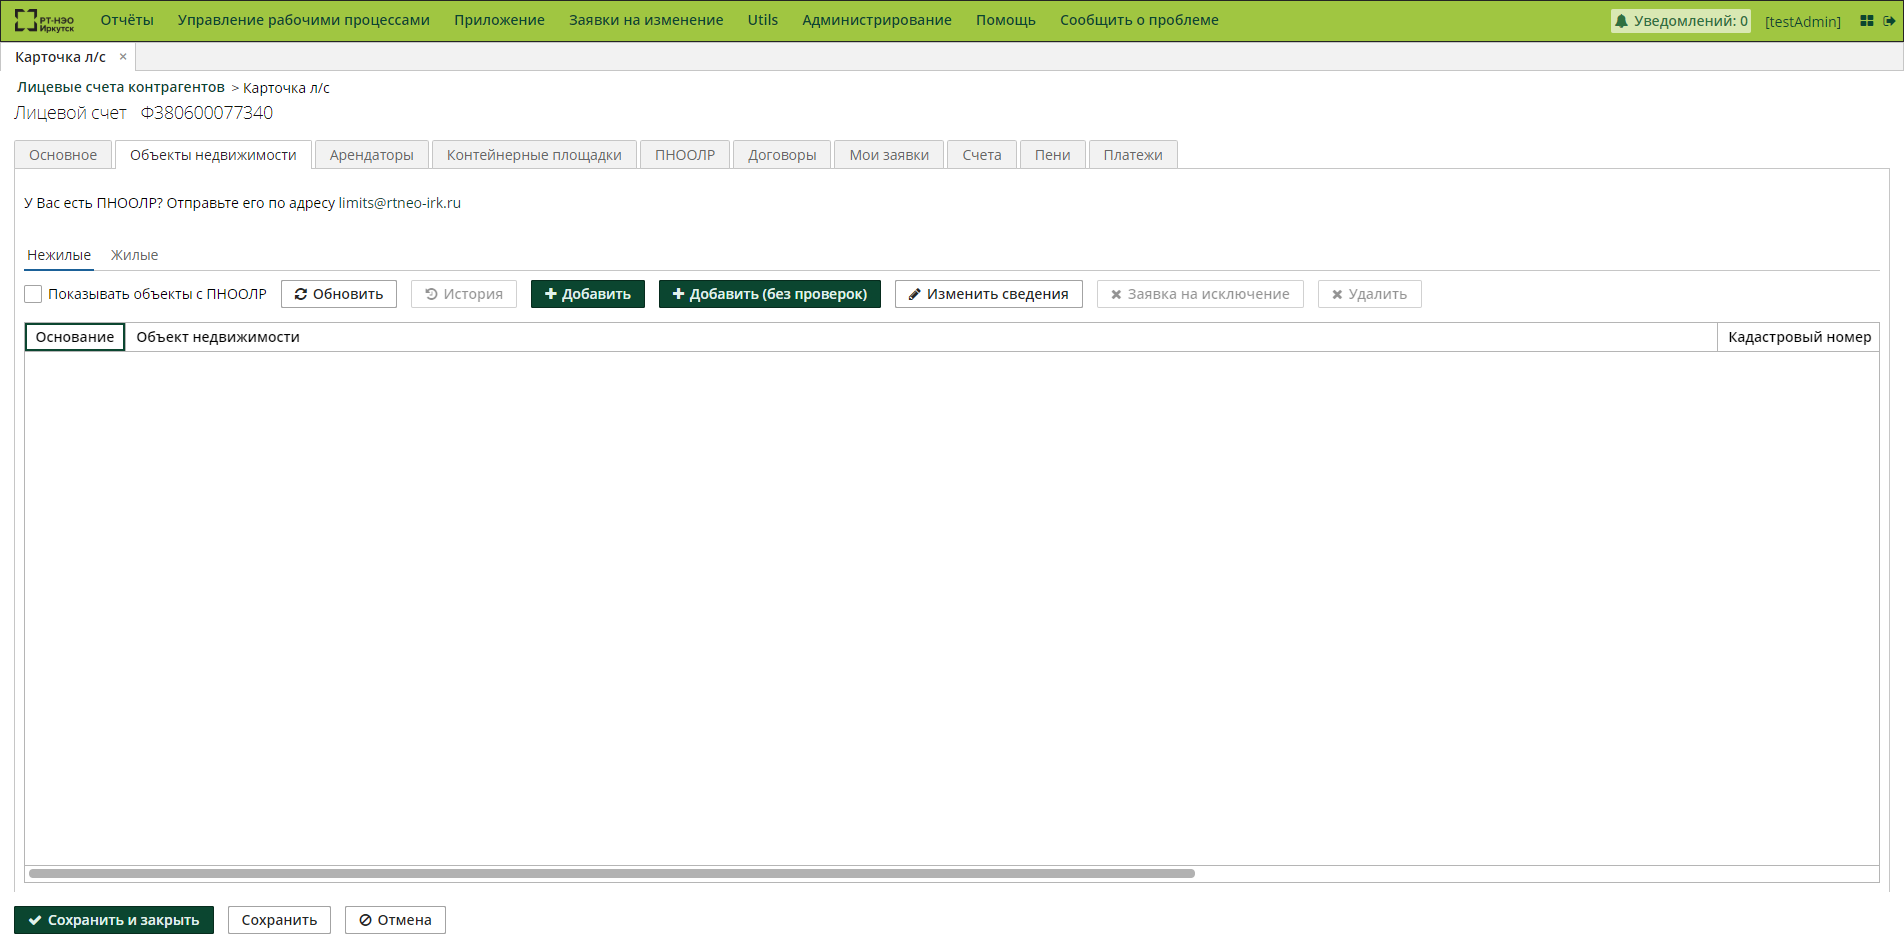 РТ-НЭО Иркутск Отчёты Управление рабочими процессами Приложение Заявки на изменение Utils Администрирование Помощь Сообщить о проблеме Уведомлений: 0 [testAdmin]
Карточка л/с ×
Лицевые счета контрагентов > Карточка л/с
Лицевой счет Ф380600077340
Основное Объекты недвижимости Арендаторы Контейнерные площадки ПНООЛР Договоры Мои заявки Счета Пени Платежи
У Вас есть ПНООЛР? Отправьте его по адресу limits@rtneo-irk.ru
Нежилые Жилые
Показывать объекты с ПНООЛР Обновить История Добавить Добавить (без проверок) Изменить сведения Заявка на исключение Удалить
Основание Объект недвижимости Кадастровый номер
Сохранить и закрыть Сохранить Отмена